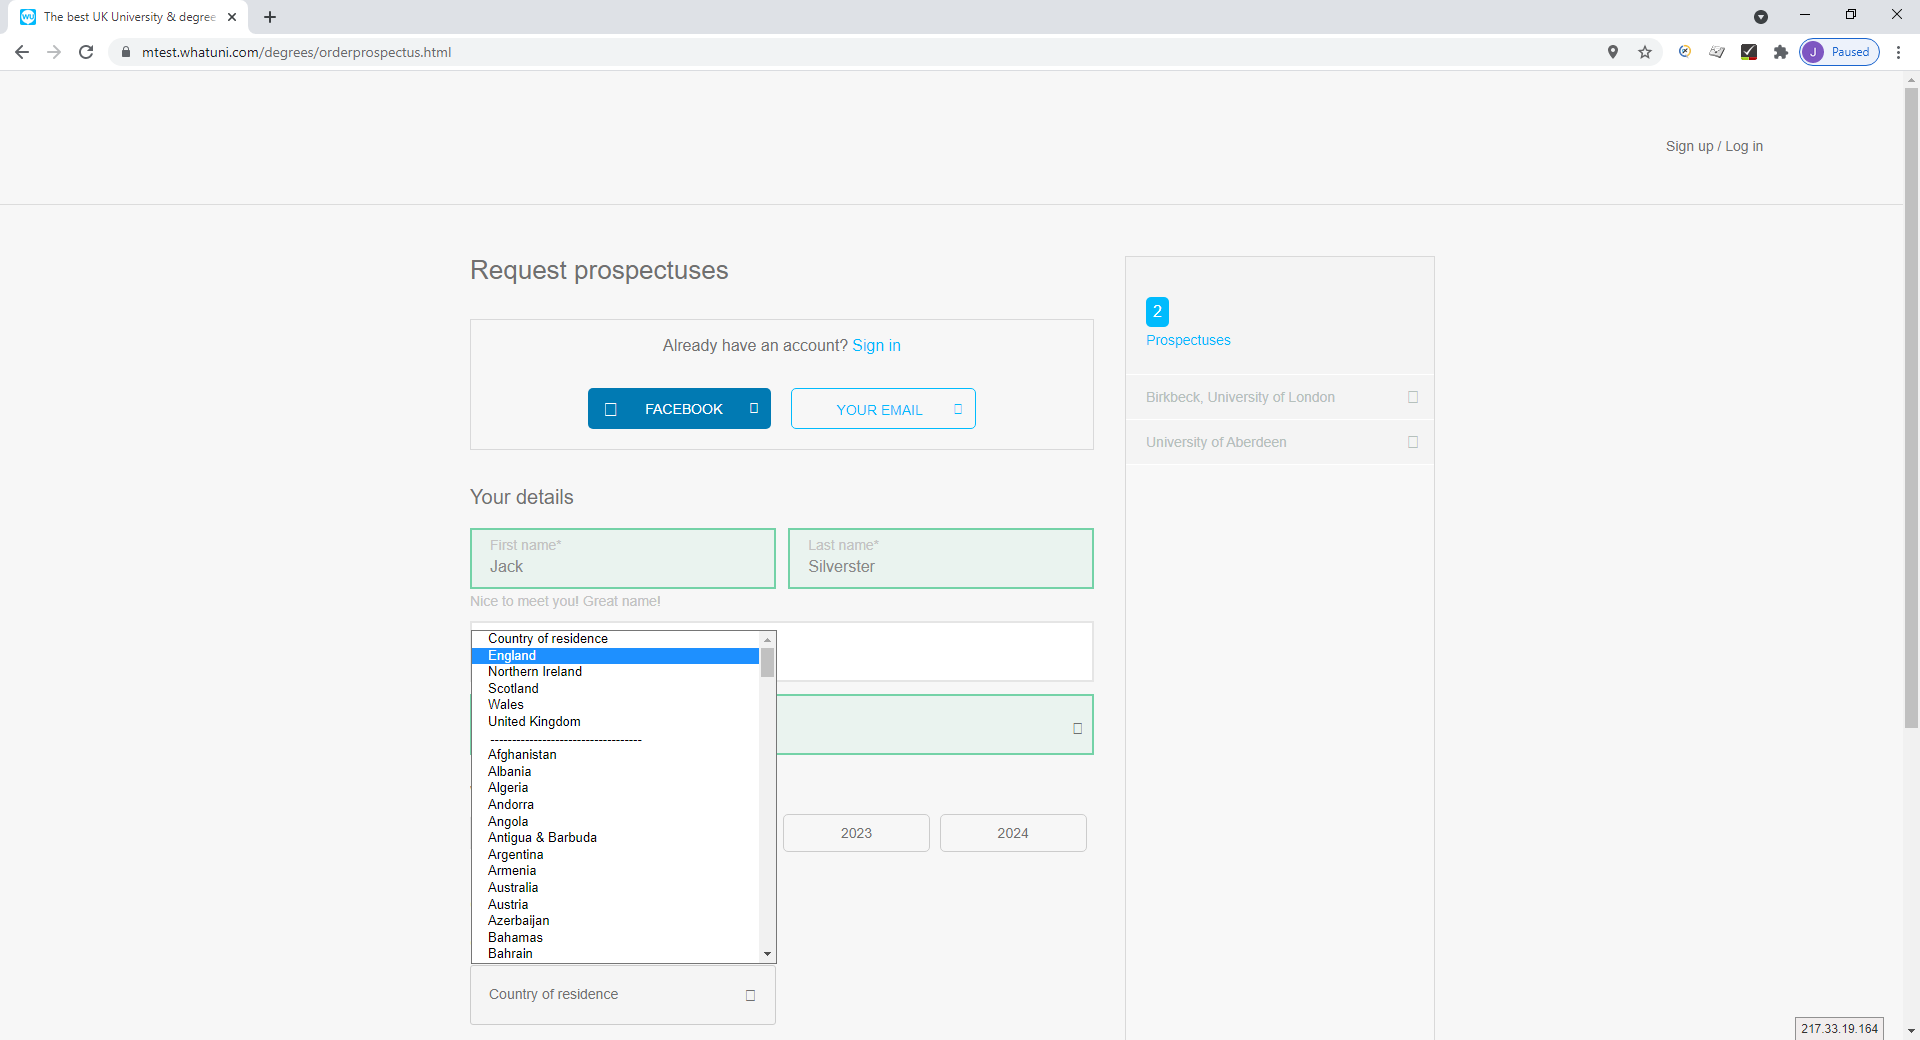 The best UK University & degree
mtest.whatuni.com/degrees/orderprospectus.html
J Paused
Sign up / Log in
Request prospectuses
Already have an account? Sign in
FACEBOOK
YOUR EMAIL
2
Prospectuses
Birkbeck, University of London
University of Aberdeen
Your details
First name*
Jack
Last name*
Silverster
Nice to meet you! Great name!
Country of residence
England
Northern Ireland
Scotland
Wales
United Kingdom
-----------------------------------
Afghanistan
Albania
Algeria
Andorra
Angola
Antigua & Barbuda
Argentina
Armenia
Australia
Austria
Azerbaijan
Bahamas
Bahrain
2023
2024
Country of residence
217.33.19.164